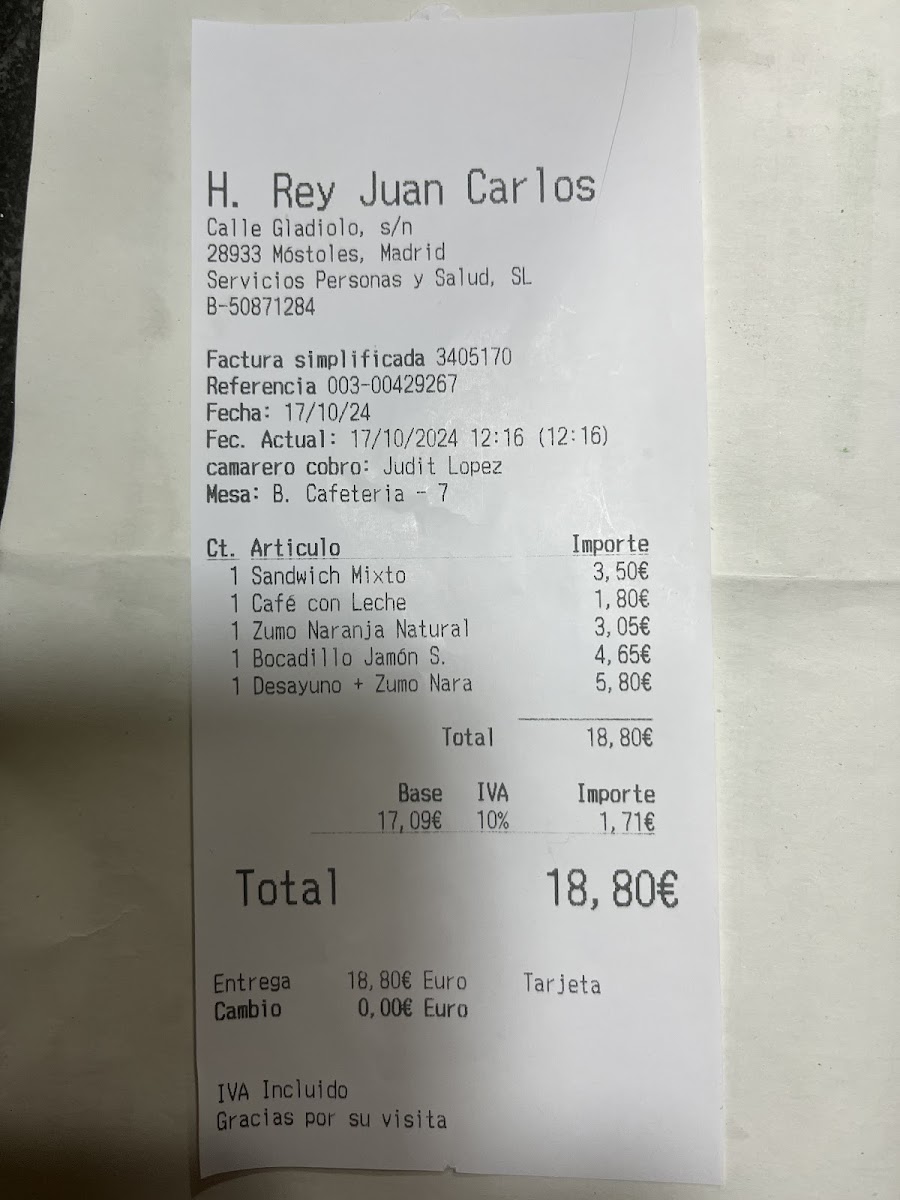 H. Rey Juan Carlos
Calle Gladiolo, s/n
28933 Móstoles, Madrid
Servicios Personas y Salud, SL
B-50871284
Factura simplificada 3405170
Referencia 003-00429267
Fecha: 17/10/24
Fec. Actual: 17/10/2024 12:16 (12:16)
camarero cobro: Judit Lopez
Mesa: B. Cafeteria - 7
Ct. Articulo Importe
1 Sandwich Mixto 3,50€
1 Café con Leche 1,80€
1 Zumo Naranja Natural 3,05€
1 Bocadillo Jamón S. 4,65€
1 Desayuno + Zumo Nara 5,80€
Total 18,80€
Base IVA Importe
17,09€ 10% 1,71€
Total 18,80€
Entrega 18,80€ Euro Tarjeta
Cambio 0,00€ Euro
IVA Incluido
Gracias por su visita